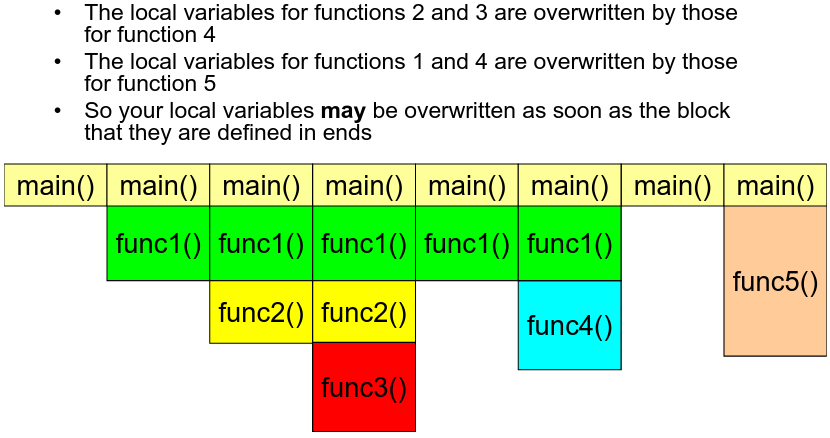 • The local variables for functions 2 and 3 are overwritten by those
for function 4
• The local variables for functions 1 and 4 are overwritten by those
for function 5
• So your local variables may be overwritten as soon as the block
that they are defined in ends
main() main() main() main() main() main() main() main()
func1() func1() func1() func1() func1()
func5()
func2() func2()
func4()
func3()